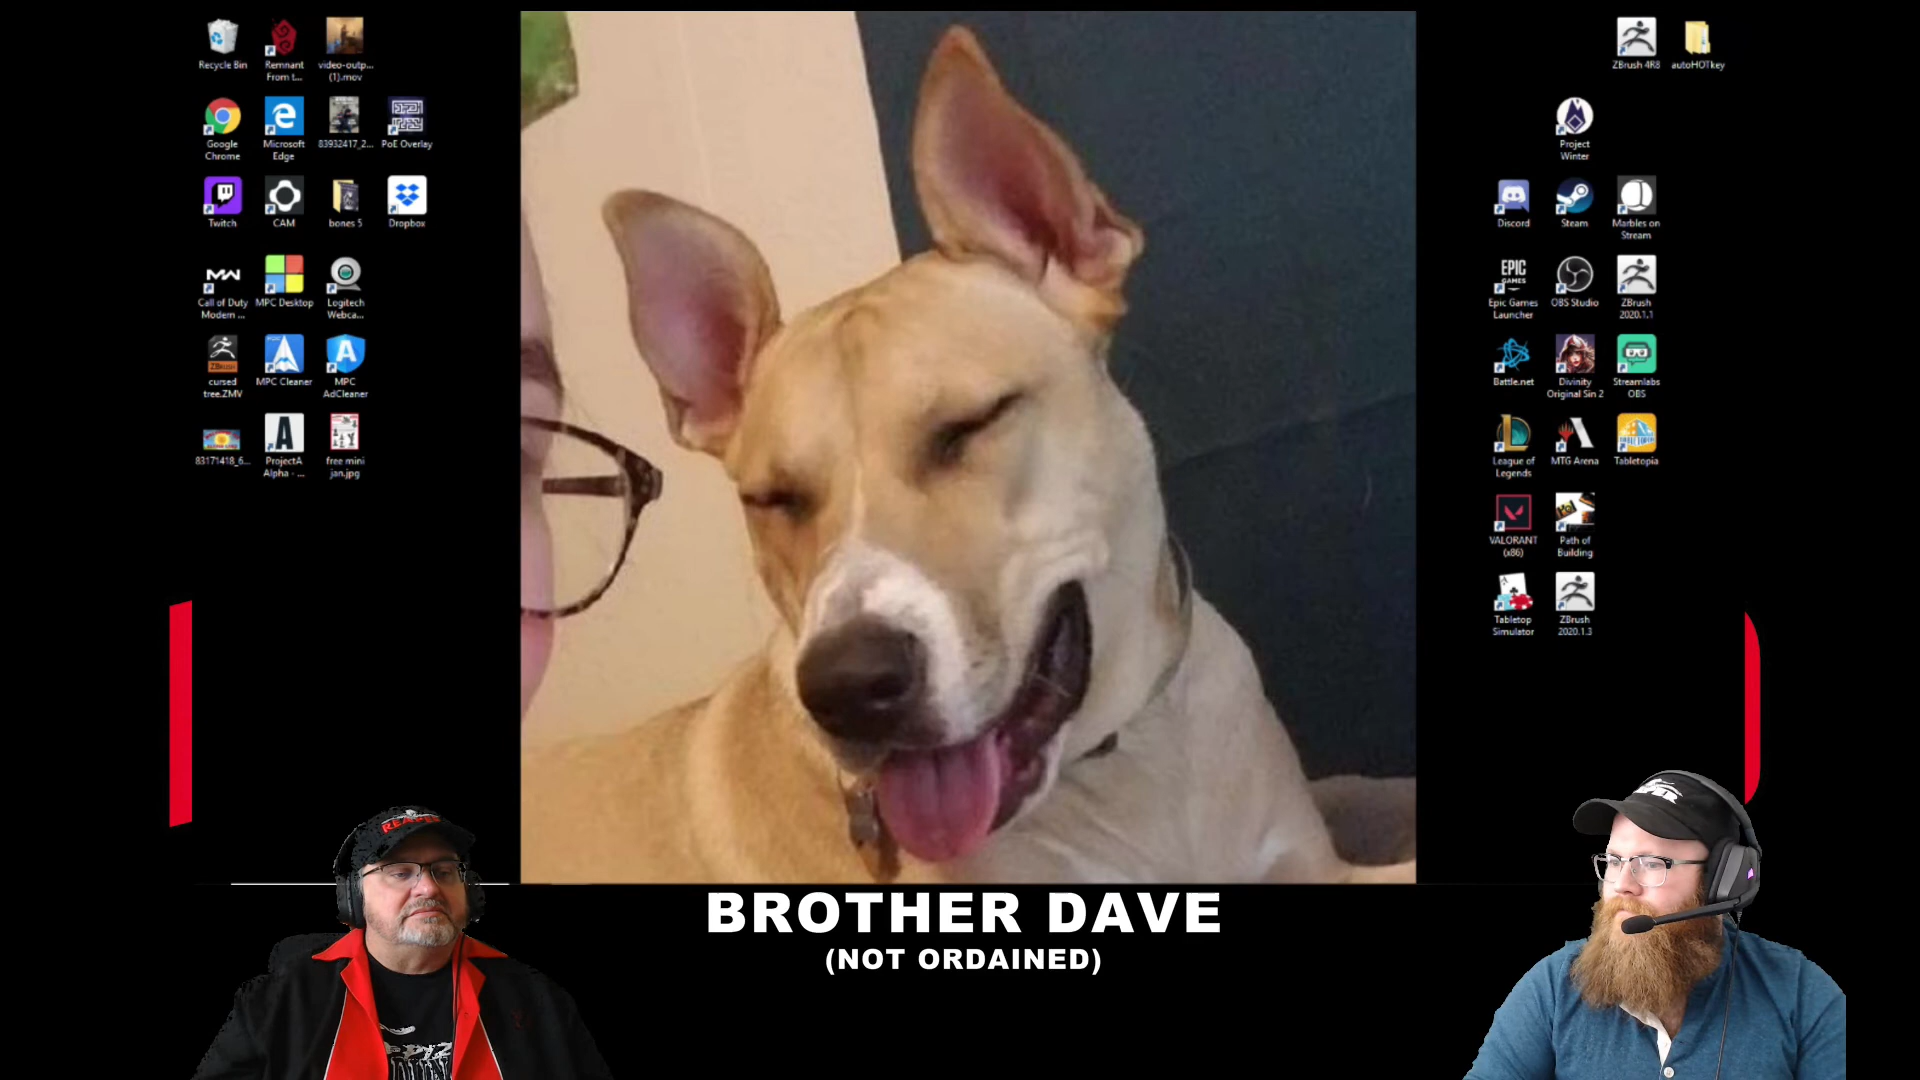 Recycle Bin
Remnant
From t...
video-outp...
(1).mov
Google
Chrome
Microsoft
Edge
83932417_2...
PoE Overlay
Twitch
CAM
bones 5
Dropbox
Call of Duty
Modern ...
MPC Desktop
Logitech
Webca...
cursed
tree.ZMV
MPC Cleaner
MPC
AdCleaner
83171418_6...
ProjectA
Alpha - ...
free mini
jan.jpg
ZBrush 4R8
autoHOTkey
Project
Winter
Discord
Steam
Marbles on
Stream
EPIC
GAMES
Epic Games
Launcher
OBS Studio
ZBrush
2020.1.1
Battle.net
Divinity
Original Sin 2
Streamlabs
OBS
League of
Legends
MTG Arena
Tabletopia
VALORANT
(x86)
Path of
Building
Tabletop
Simulator
ZBrush
2020.1.3
REAPER
BROTHER DAVE
(NOT ORDAINED)